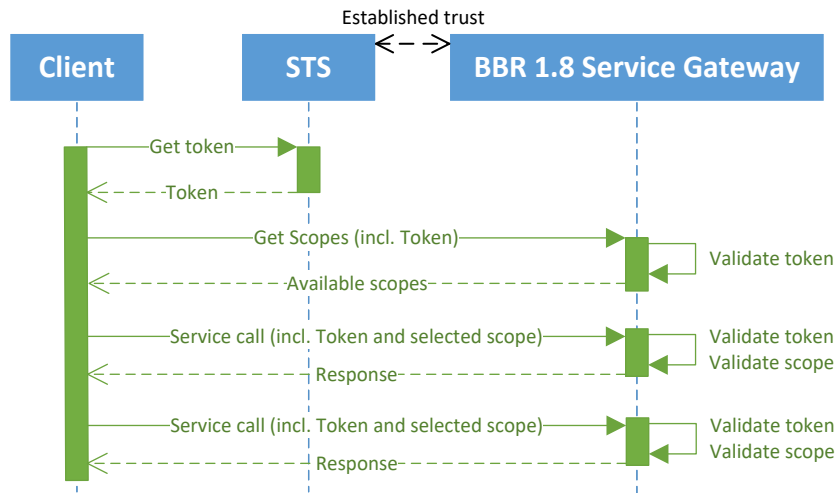 Established trust
Client
STS
BBR 1.8 Service Gateway
Get token
Token
Get Scopes (incl. Token)
Validate token
Available scopes
Service call (incl. Token and selected scope)
Validate token
Validate scope
Response
Service call (incl. Token and selected scope)
Validate token
Validate scope
Response